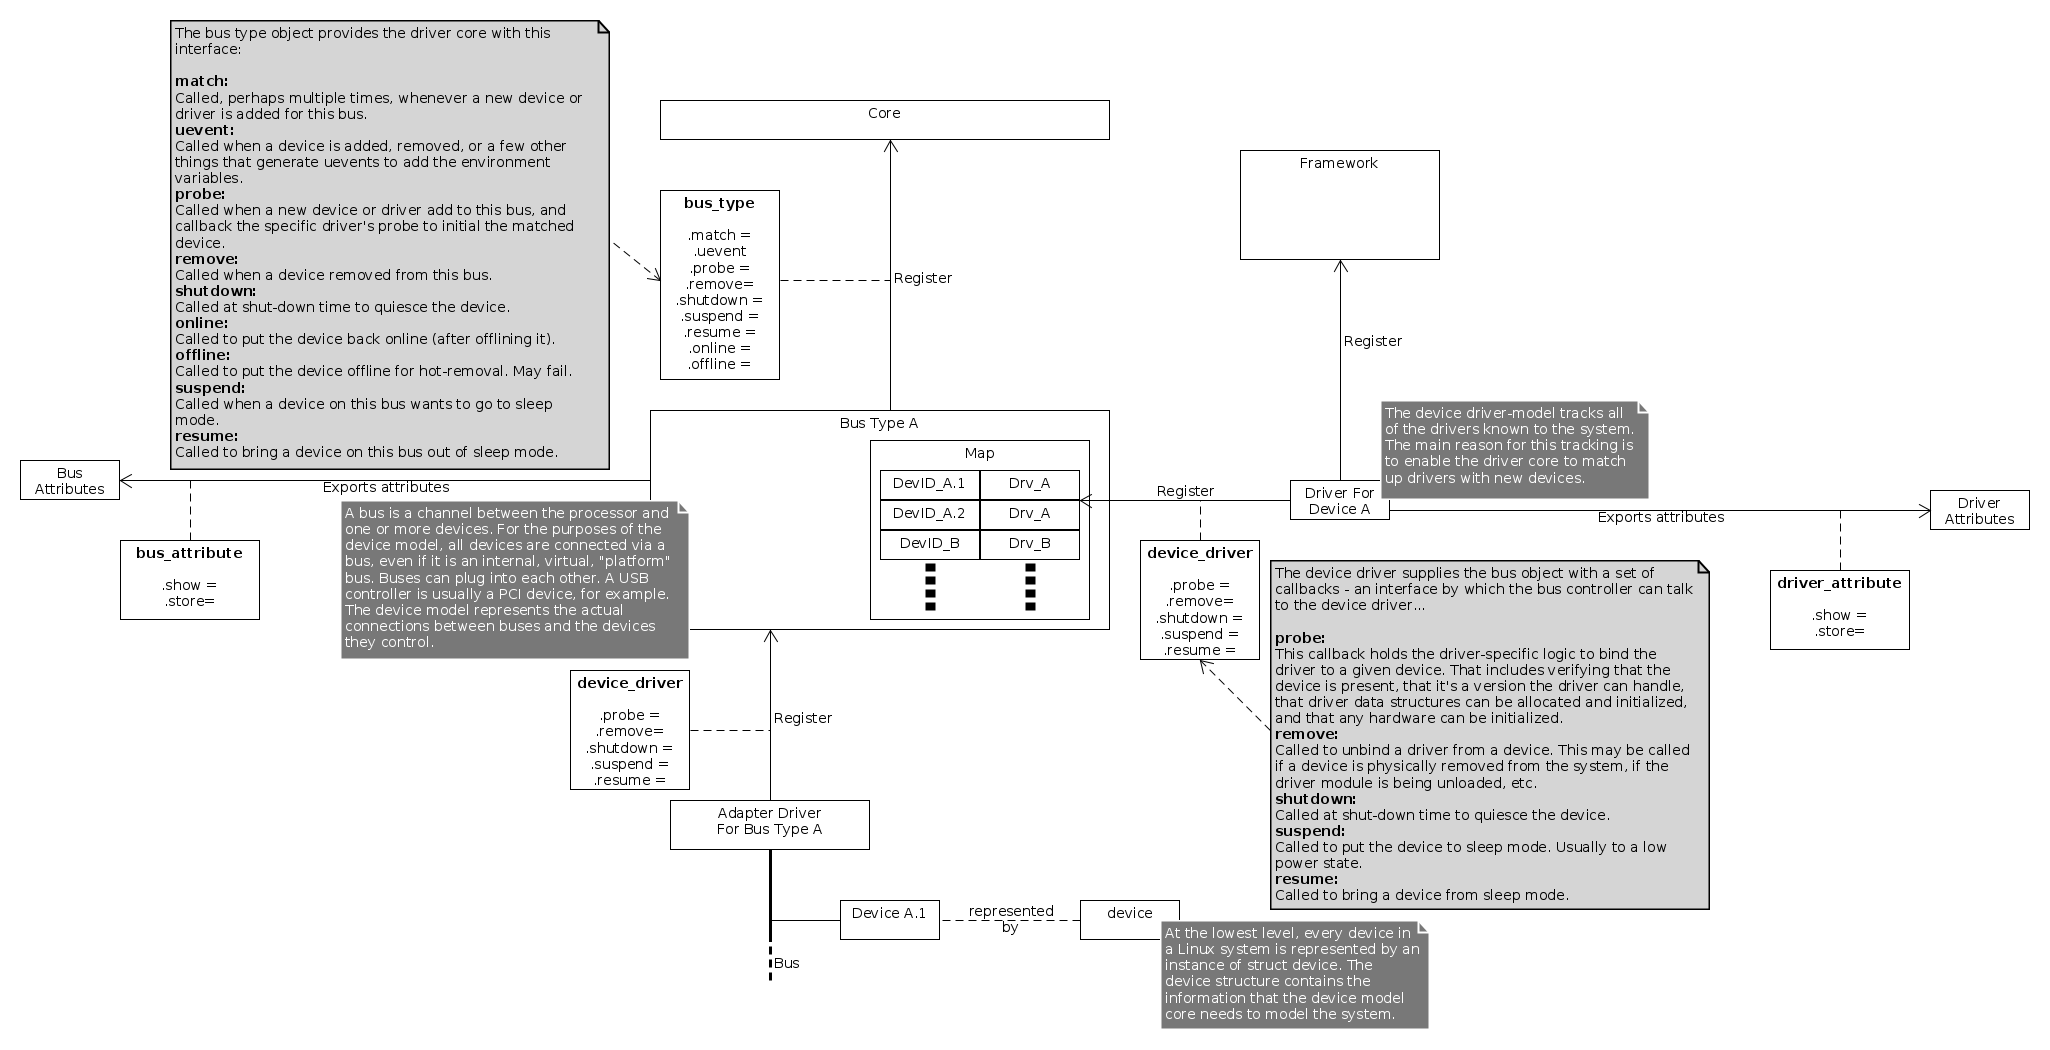 The bus type object provides the driver core with this
interface:
match:
Called, perhaps multiple times, whenever a new device or
driver is added for this bus.
uevent:
Called when a device is added, removed, or a few other
things that generate uevents to add the environment
variables.
probe:
Called when a new device or driver add to this bus, and
callback the specific driver's probe to initial the matched
device.
remove:
Called when a device removed from this bus.
shutdown:
Called at shut-down time to quiesce the device.
online:
Called to put the device back online (after offlining it).
offline:
Called to put the device offline for hot-removal. May fail.
suspend:
Called when a device on this bus wants to go to sleep
mode.
resume:
Called to bring a device on this bus out of sleep mode.
Core
bus_type
.match =
.uevent
.probe =
.remove=
.shutdown =
.suspend =
.resume =
.online =
.offline =
Register
Framework
Register
Bus Type A
Map
DevID_A.1
Drv_A
DevID_A.2
Drv_A
DevID_B
Drv_B
Bus
Attributes
Exports attributes
bus_attribute
.show =
.store=
A bus is a channel between the processor and
one or more devices. For the purposes of the
device model, all devices are connected via a
bus, even if it is an internal, virtual, "platform"
bus. Buses can plug into each other. A USB
controller is usually a PCI device, for example.
The device model represents the actual
connections between buses and the devices
they control.
The device driver-model tracks all
of the drivers known to the system.
The main reason for this tracking is
to enable the driver core to match
up drivers with new devices.
Register
Driver For
Device A
Exports attributes
Driver
Attributes
device_driver
.probe =
.remove=
.shutdown =
.suspend =
.resume =
driver_attribute
.show =
.store=
The device driver supplies the bus object with a set of
callbacks - an interface by which the bus controller can talk
to the device driver...
probe:
This callback holds the driver-specific logic to bind the
driver to a given device. That includes verifying that the
device is present, that it's a version the driver can handle,
that driver data structures can be allocated and initialized,
and that any hardware can be initialized.
remove:
Called to unbind a driver from a device. This may be called
if a device is physically removed from the system, if the
driver module is being unloaded, etc.
shutdown:
Called at shut-down time to quiesce the device.
suspend:
Called to put the device to sleep mode. Usually to a low
power state.
resume:
Called to bring a device from sleep mode.
device_driver
.probe =
.remove=
.shutdown =
.suspend =
.resume =
Register
Adapter Driver
For Bus Type A
Device A.1
represented
by
device
Bus
At the lowest level, every device in
a Linux system is represented by an
instance of struct device. The
device structure contains the
information that the device model
core needs to model the system.